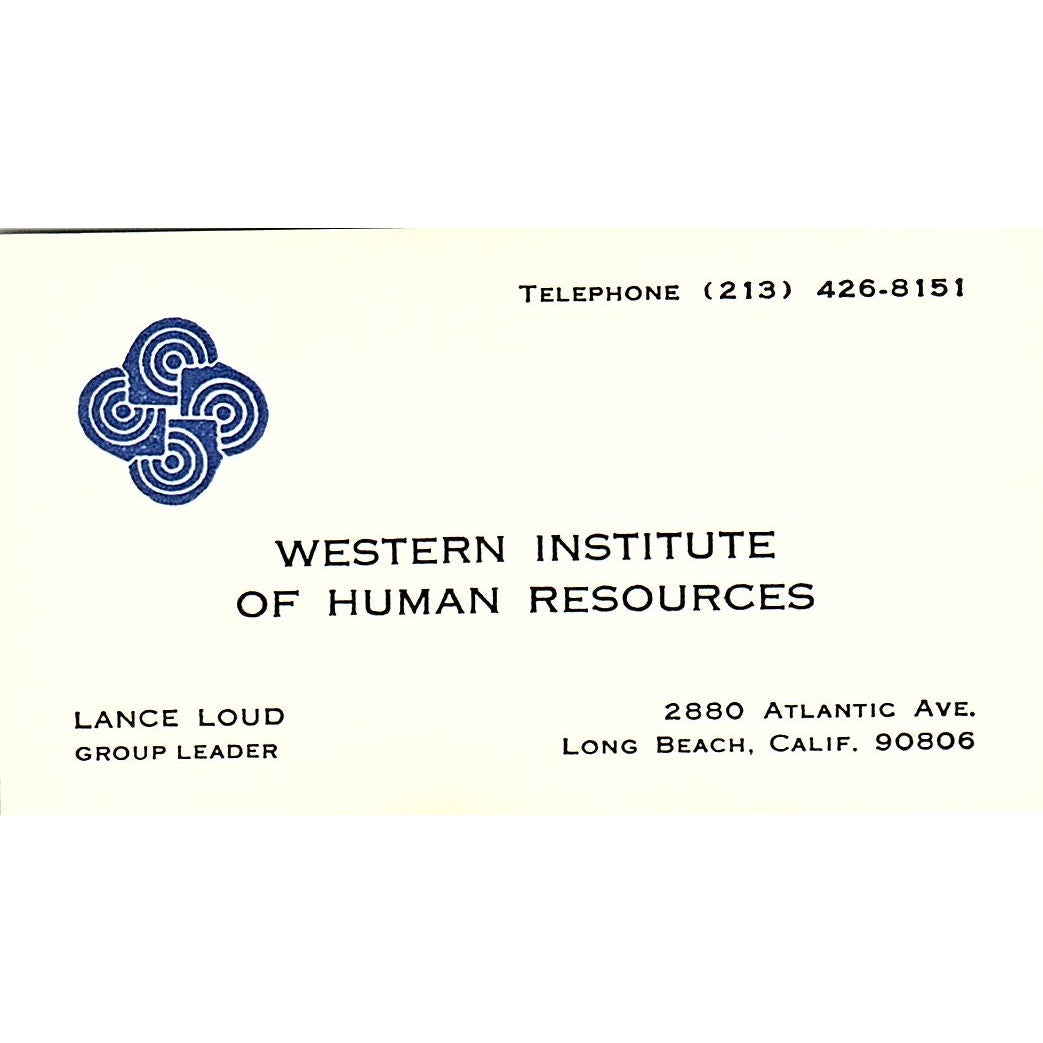 TELEPHONE (213) 426-8151
WESTERN INSTITUTE
OF HUMAN RESOURCES
LANCE LOUD
GROUP LEADER
2880 ATLANTIC AVE.
LONG BEACH, CALIF. 90806